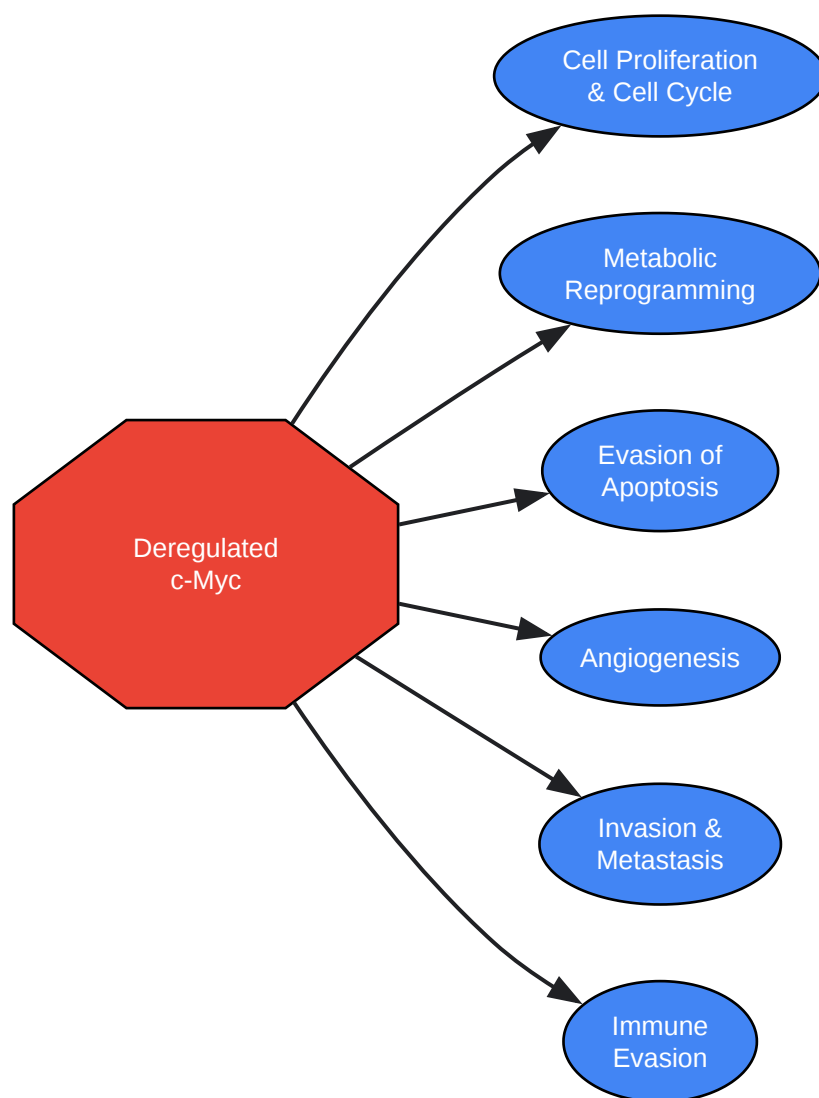 Cell Proliferation
& Cell Cycle
Metabolic
Reprogramming
Evasion of
Apoptosis
Deregulated
c-Myc
Angiogenesis
Invasion &
Metastasis
Immune
Evasion